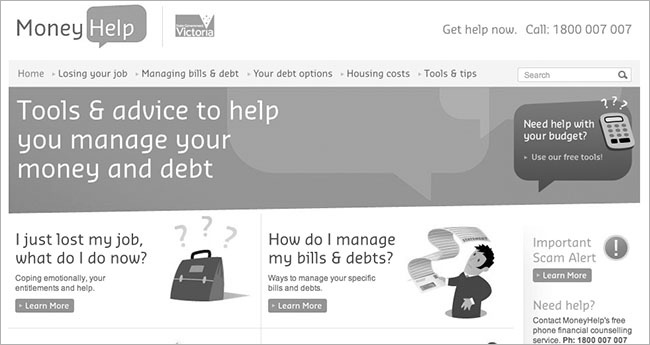 Money Help
Victoria
Get help now. Call: 1800 007 007
Home Losing your job Managing bills & debt Your debt options Housing costs Tools & tips
Search
Tools & advice to help
you manage your
money and debt
Need help with
your budget?
Use our free tools!
I just lost my job,
what do I do now?
Coping emotionally, your
entitlements and help.
Learn More
How do I manage
my bills & debts?
Ways to manage your specific
bills and debts.
Learn More
Important
Scam Alert
Learn More
Need help?
Contact MoneyHelp's free
phone financial counselling
service. Ph: 1800 007 007